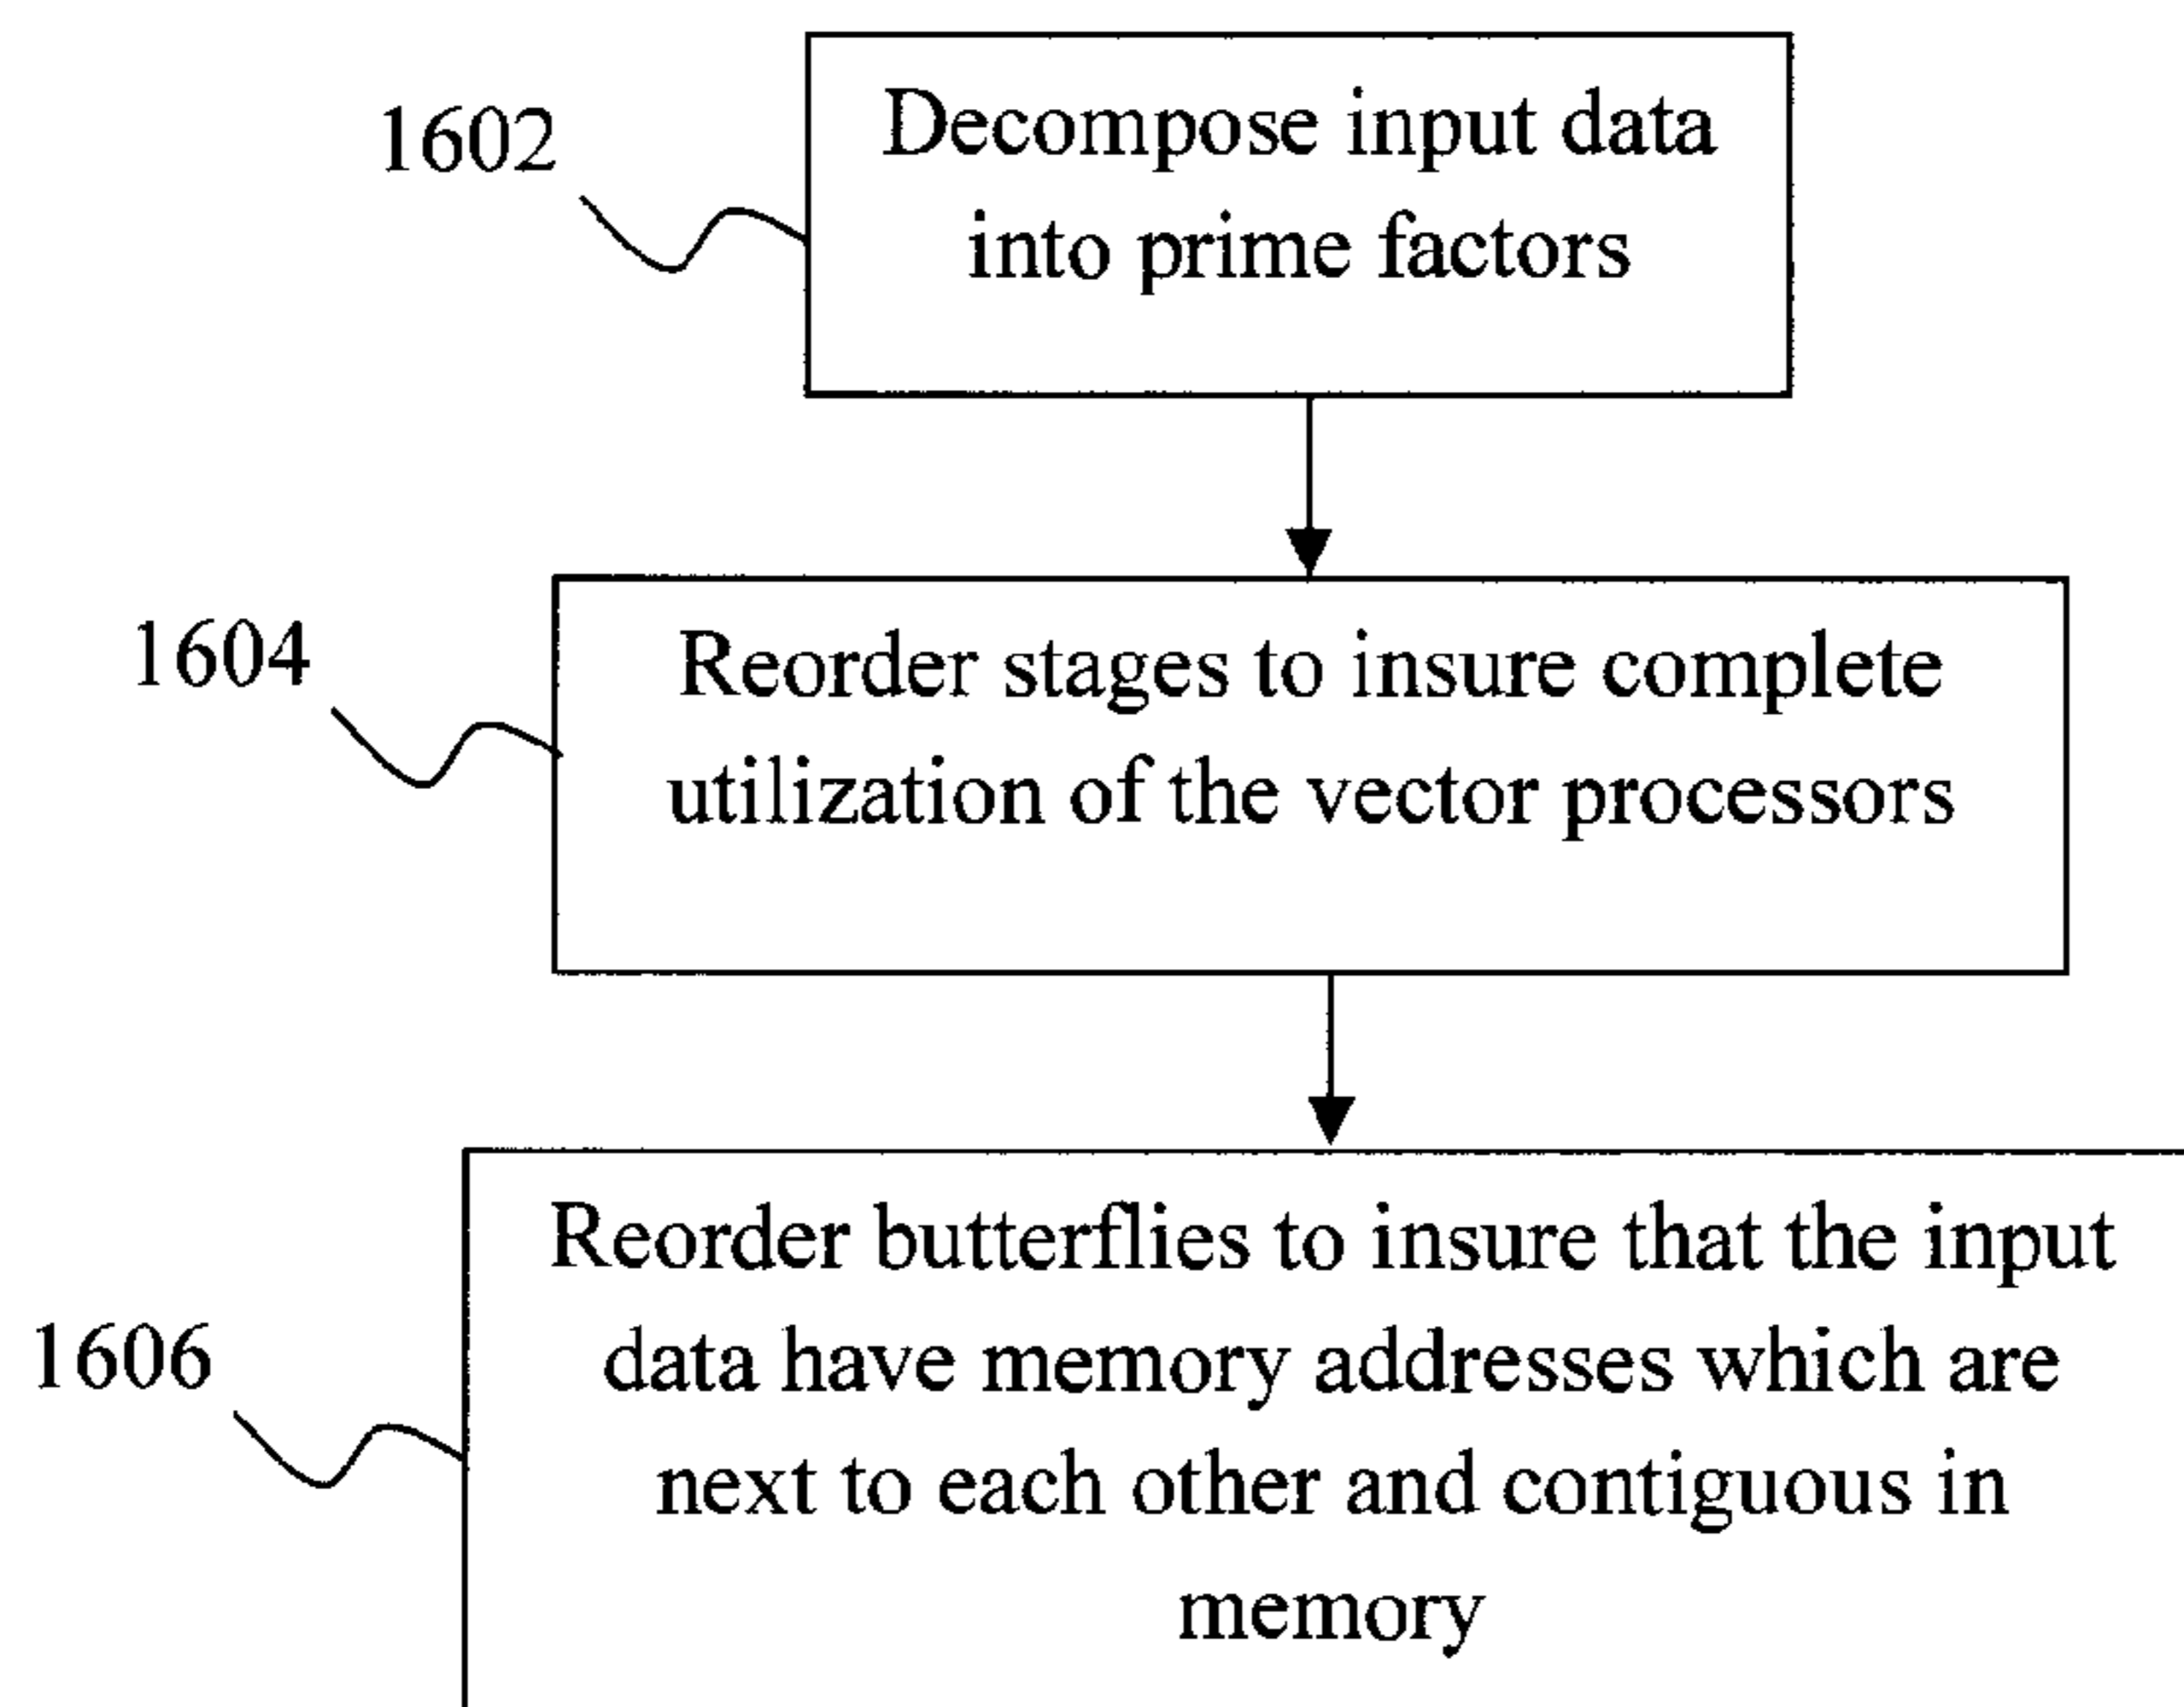 1602
Decompose input data
into prime factors
1604
Reorder stages to insure complete
utilization of the vector processors
1606
Reorder butterflies to insure that the input
data have memory addresses which are
next to each other and contiguous in
memory